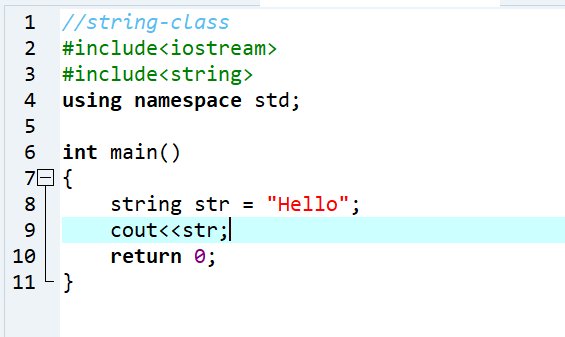 1 //string-class
2 #include<iostream>
3 #include<string>
4 using namespace std;
5
6 int main()
7 {
8 string str = "Hello";
9 cout<<str;
10 return 0;
11 }